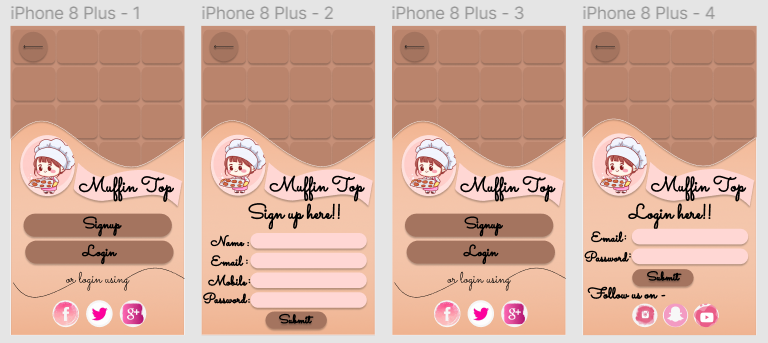 iPhone 8 Plus - 1
Muffin Top
Signup
Login
or login using
f
g+
iPhone 8 Plus - 2
Muffin Top
Sign up here!!
Name :
Email :
Mobile:
Password:
Submit
iPhone 8 Plus - 3
Muffin Top
Signup
Login
or login using
f
g+
iPhone 8 Plus - 4
Muffin Top
Login here!!
Email:
Password:
Submit
Follow us on -